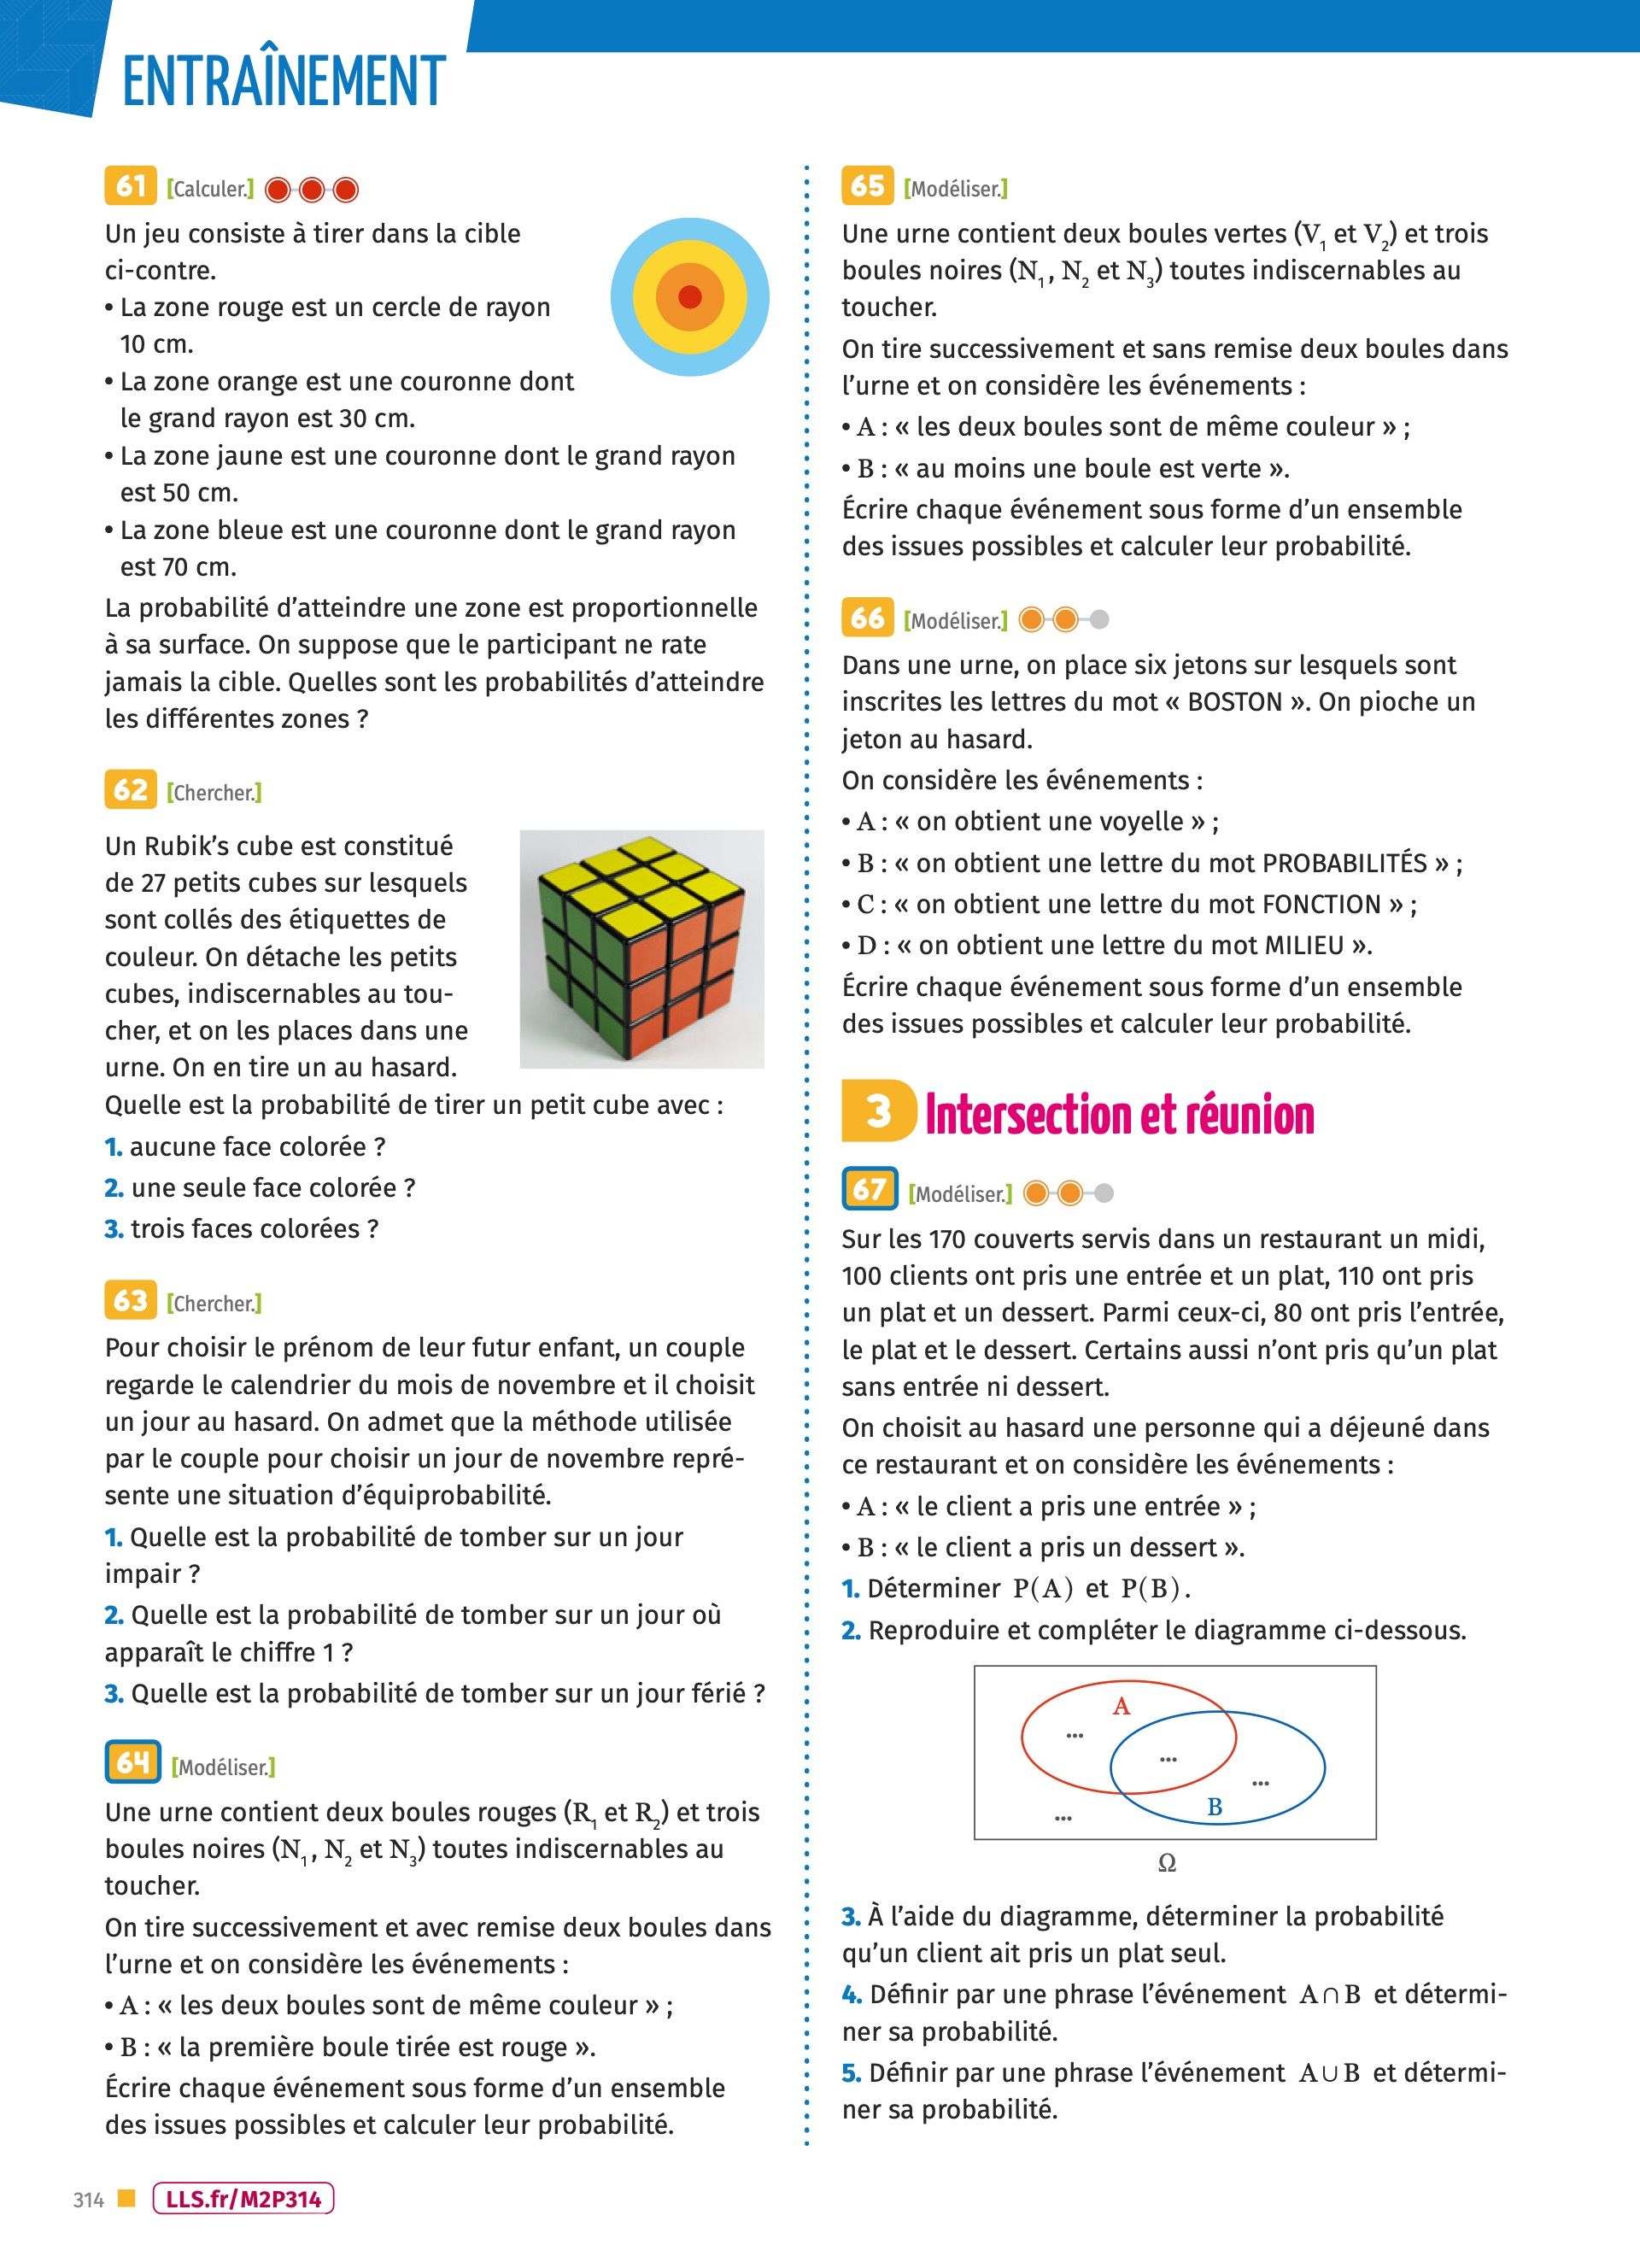 ENTRAÎNEMENT
61 [Calculer.]
Un jeu consiste à tirer dans la cible
ci-contre.
• La zone rouge est un cercle de rayon
10 cm.
• La zone orange est une couronne dont
le grand rayon est 30 cm.
• La zone jaune est une couronne dont le grand rayon
est 50 cm.
• La zone bleue est une couronne dont le grand rayon
est 70 cm.
La probabilité d'atteindre une zone est proportionnelle
à sa surface. On suppose que le participant ne rate
jamais la cible. Quelles sont les probabilités d'atteindre
les différentes zones ?
62 [Chercher.]
Un Rubik's cube est constitué
de 27 petits cubes sur lesquels
sont collés des étiquettes de
couleur. On détache les petits
cubes, indiscernables au tou-
cher, et on les places dans une
urne. On en tire un au hasard.
Quelle est la probabilité de tirer un petit cube avec :
1. aucune face colorée ?
2. une seule face colorée ?
3. trois faces colorées ?
63 [Chercher.]
Pour choisir le prénom de leur futur enfant, un couple
regarde le calendrier du mois de novembre et il choisit
un jour au hasard. On admet que la méthode utilisée
par le couple pour choisir un jour de novembre repré-
sente une situation d'équiprobabilité.
1. Quelle est la probabilité de tomber sur un jour
impair ?
2. Quelle est la probabilité de tomber sur un jour où
apparaît le chiffre 1 ?
3. Quelle est la probabilité de tomber sur un jour férié ?
64 [Modéliser.]
Une urne contient deux boules rouges (R₁ et R₂) et trois
boules noires (N₁, N₂ et N₃) toutes indiscernables au
toucher.
On tire successivement et avec remise deux boules dans
l'urne et on considère les événements :
• A : « les deux boules sont de même couleur » ;
• B : « la première boule tirée est rouge ».
Écrire chaque événement sous forme d'un ensemble
des issues possibles et calculer leur probabilité.
65 [Modéliser.]
Une urne contient deux boules vertes (V₁ et V₂) et trois
boules noires (N₁, N₂ et N₃) toutes indiscernables au
toucher.
On tire successivement et sans remise deux boules dans
l'urne et on considère les événements :
• A : « les deux boules sont de même couleur » ;
• B : « au moins une boule est verte ».
Écrire chaque événement sous forme d'un ensemble
des issues possibles et calculer leur probabilité.
66 [Modéliser.]
Dans une urne, on place six jetons sur lesquels sont
inscrites les lettres du mot « BOSTON ». On pioche un
jeton au hasard.
On considère les événements :
• A : « on obtient une voyelle » ;
• B : « on obtient une lettre du mot PROBABILITÉS » ;
• C : « on obtient une lettre du mot FONCTION » ;
• D : « on obtient une lettre du mot MILIEU ».
Écrire chaque événement sous forme d'un ensemble
des issues possibles et calculer leur probabilité.
3 Intersection et réunion
67 [Modéliser.]
Sur les 170 couverts servis dans un restaurant un midi,
100 clients ont pris une entrée et un plat, 110 ont pris
un plat et un dessert. Parmi ceux-ci, 80 ont pris l'entrée,
le plat et le dessert. Certains aussi n'ont pris qu'un plat
sans entrée ni dessert.
On choisit au hasard une personne qui a déjeuné dans
ce restaurant et on considère les événements :
• A : « le client a pris une entrée » ;
• B : « le client a pris un dessert ».
1. Déterminer P(A) et P(B).
2. Reproduire et compléter le diagramme ci-dessous.
A
...
...
...
B
...
Ω
3. À l'aide du diagramme, déterminer la probabilité
qu'un client ait pris un plat seul.
4. Définir par une phrase l'événement A∩B et détermi-
ner sa probabilité.
5. Définir par une phrase l'événement A∪B et détermi-
ner sa probabilité.
314
LLS.fr/M2P314